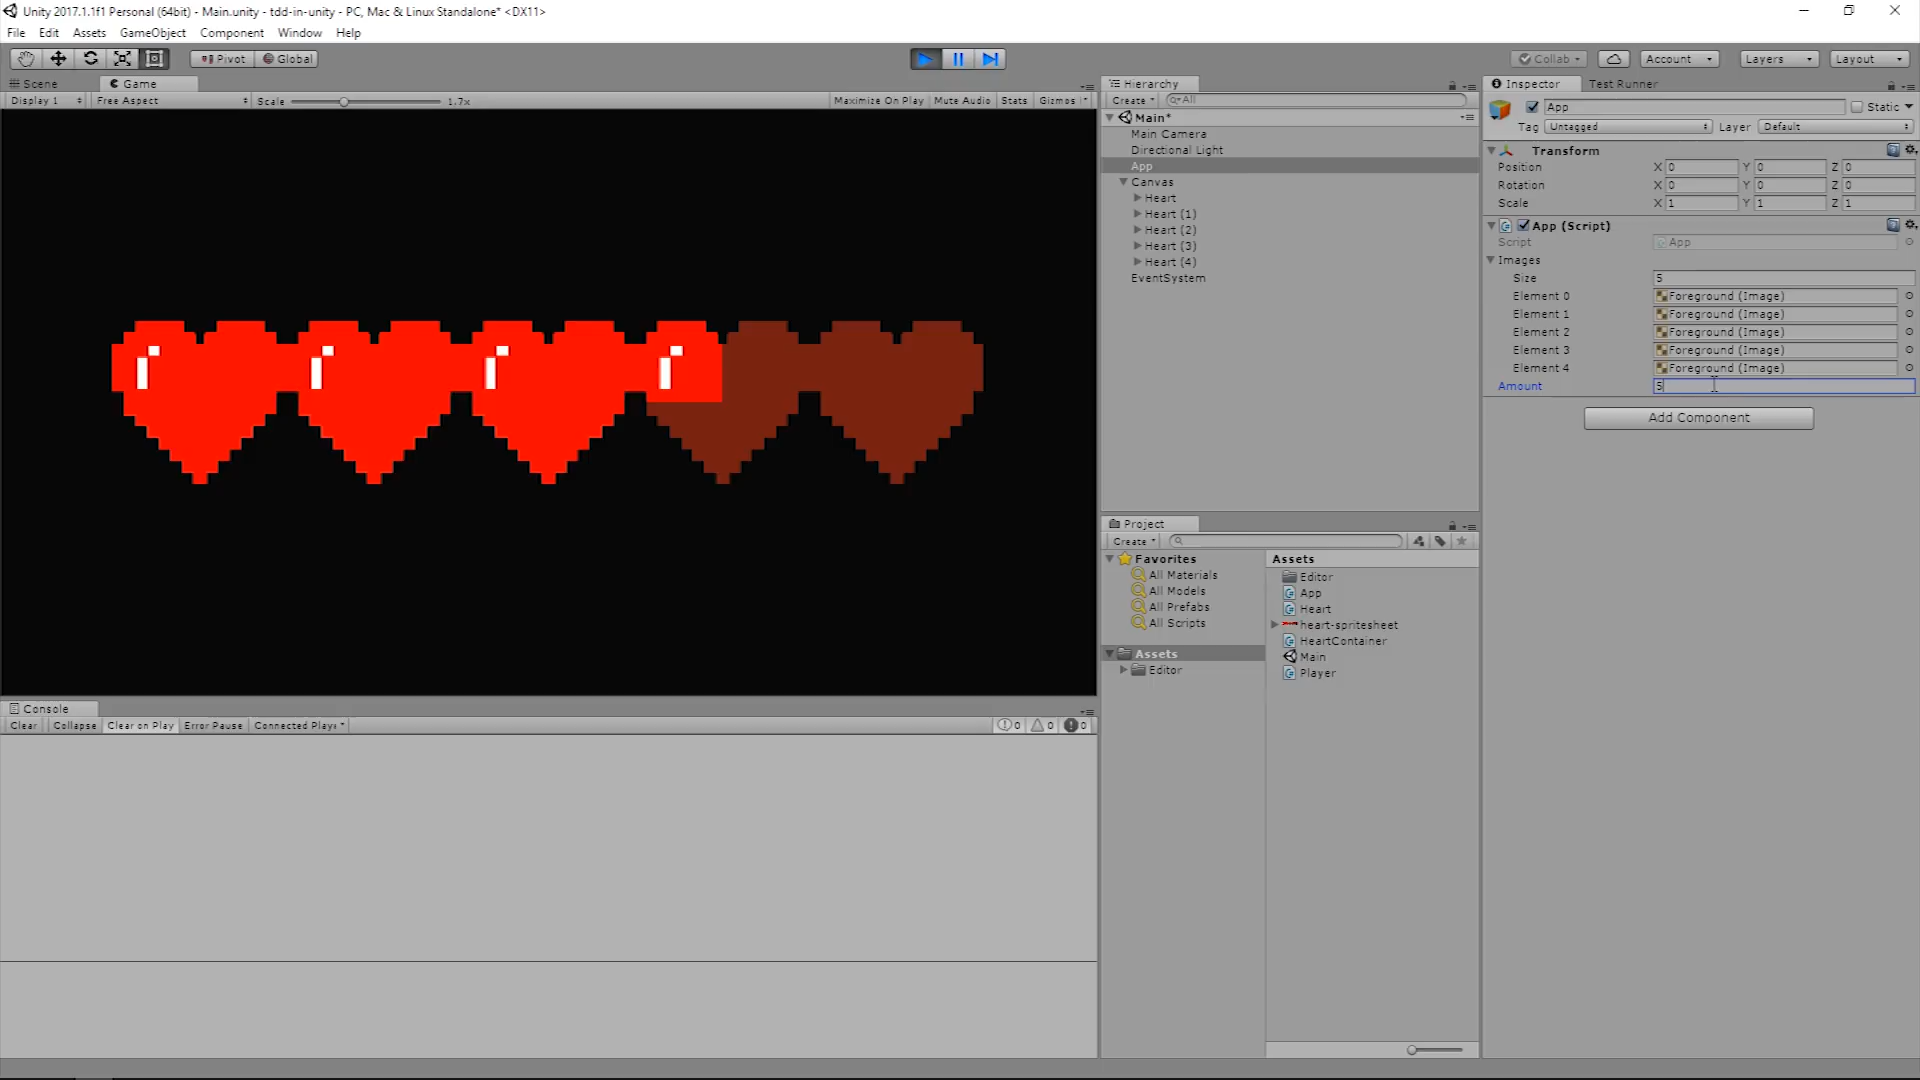 Unity 2017.1.1f1 Personal (64bit) - Main.unity - tdd-in-unity - PC, Mac & Linux Standalone* <DX11>
File Edit Assets GameObject Component Window Help
Pivot Global Collab Account Layers Layout
Scene Game
Display 1 Free Aspect Scale 1.7x Maximize On Play Mute Audio Stats Gizmos
Hierarchy
Create All
Main*
Main Camera
Directional Light
App
Canvas
Heart
Heart (1)
Heart (2)
Heart (3)
Heart (4)
EventSystem
Inspector Test Runner
App Static
Tag Untagged Layer Default
Transform
Position X 0 Y 0 Z 0
Rotation X 0 Y 0 Z 0
Scale X 1 Y 1 Z 1
App (Script)
Script App
Images
Size 5
Element 0 Foreground (Image)
Element 1 Foreground (Image)
Element 2 Foreground (Image)
Element 3 Foreground (Image)
Element 4 Foreground (Image)
Amount 5
Add Component
Project
Create
Favorites
All Materials
All Models
All Prefabs
All Scripts
Assets
Editor
Assets
Editor
App
Heart
heart-spritesheet
HeartContainer
Main
Player
Console
Clear Collapse Clear on Play Error Pause Connected Playe 0 0 0